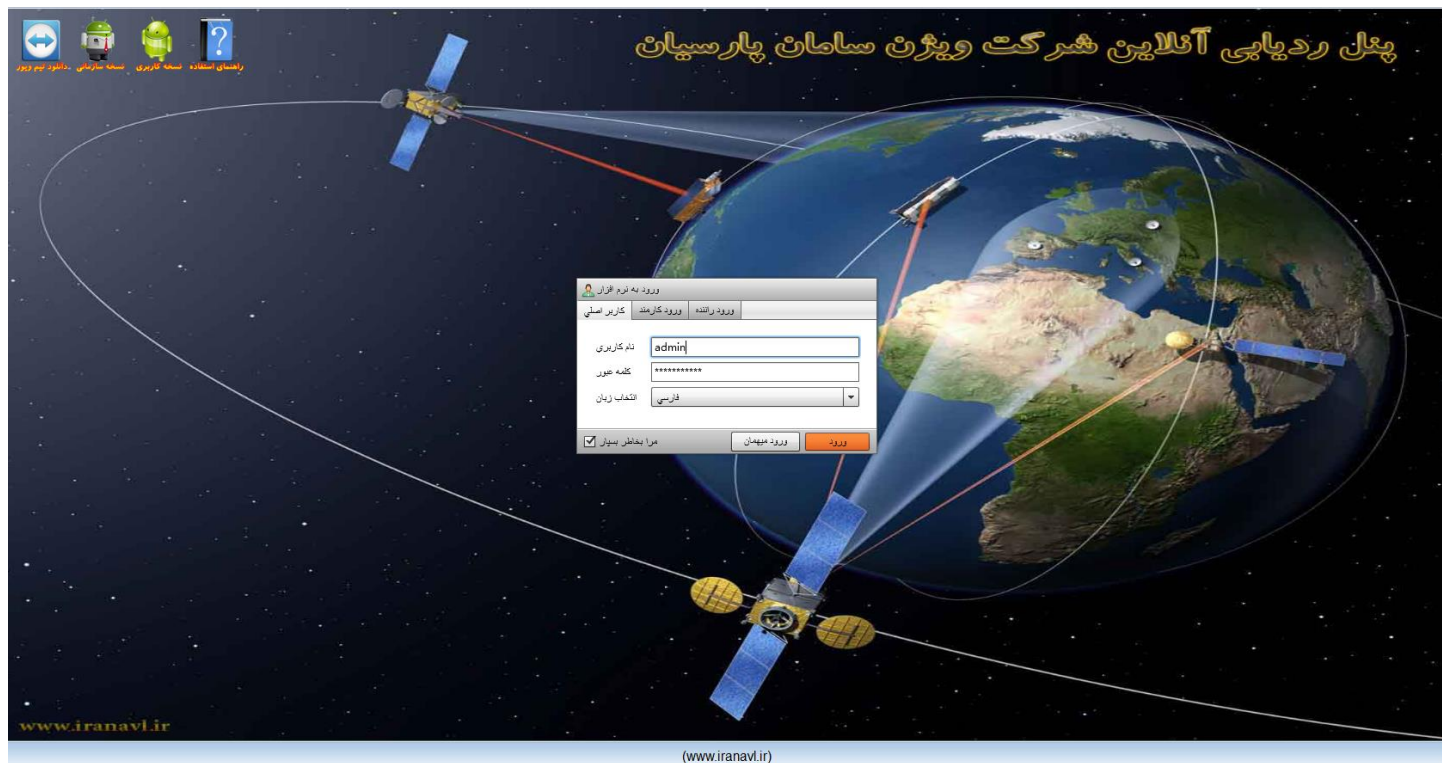 پنل ردیابی آنلاین شرکت ویژن سامان پارسیان
راهنمای استفاده
نسخه کاربری
نسخه سازمانی
دانلود تیم ویور
ورود به نرم افزار
کاربر اصلي
ورود کارمند
ورود راننده
نام کاربری
admin
کلمه عبور
***********
انتخاب زبان
فارسي
مرا بخاطر بسپار
ورود میهمان
ورود
www.iranavl.ir
(www.iranavl.ir)